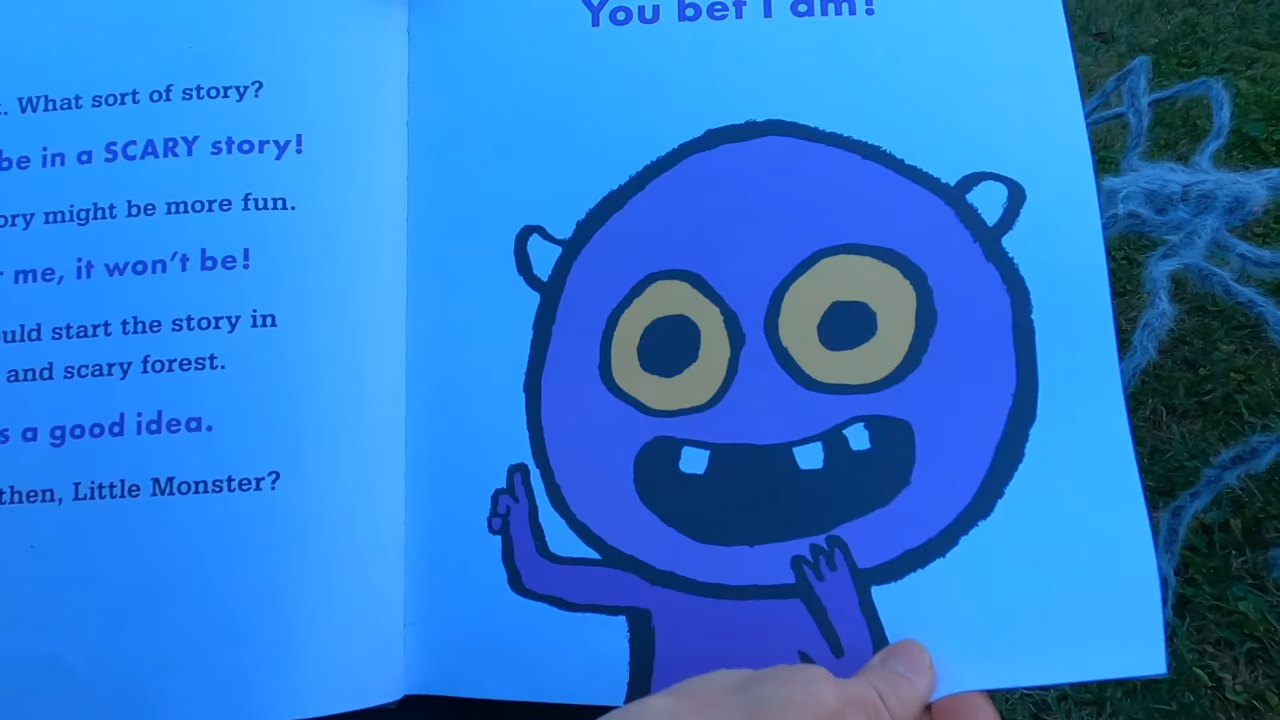 . What sort of story?
be in a SCARY story!
ory might be more fun.
me, it won't be!
uld start the story in
and scary forest.
s a good idea.
then, Little Monster?
You bet I am!